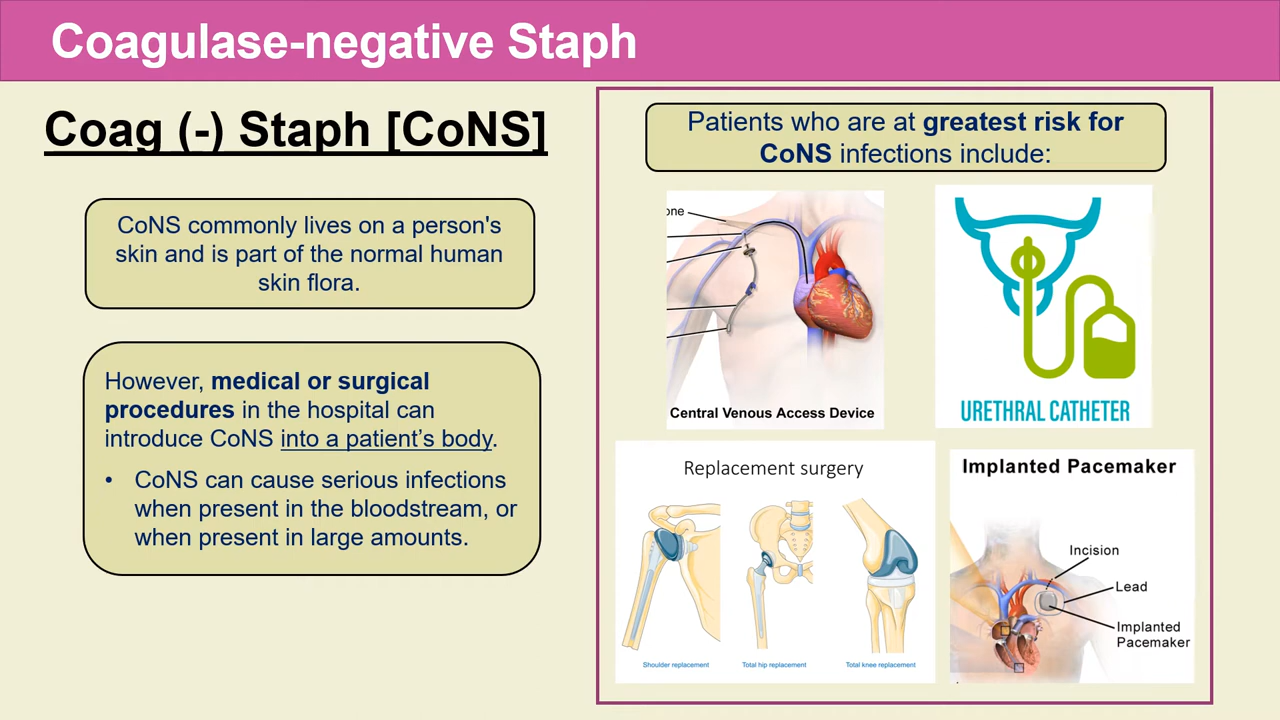 Coagulase-negative Staph
Coag (-) Staph [CoNS]
CoNS commonly lives on a person's
skin and is part of the normal human
skin flora.
However, medical or surgical
procedures in the hospital can
introduce CoNS into a patient's body.
• CoNS can cause serious infections
when present in the bloodstream, or
when present in large amounts.
Patients who are at greatest risk for
CoNS infections include:
one
Central Venous Access Device
URETHRAL CATHETER
Replacement surgery
Shoulder replacement
Total hip replacement
Total knee replacement
Implanted Pacemaker
Incision
Lead
Implanted
Pacemaker